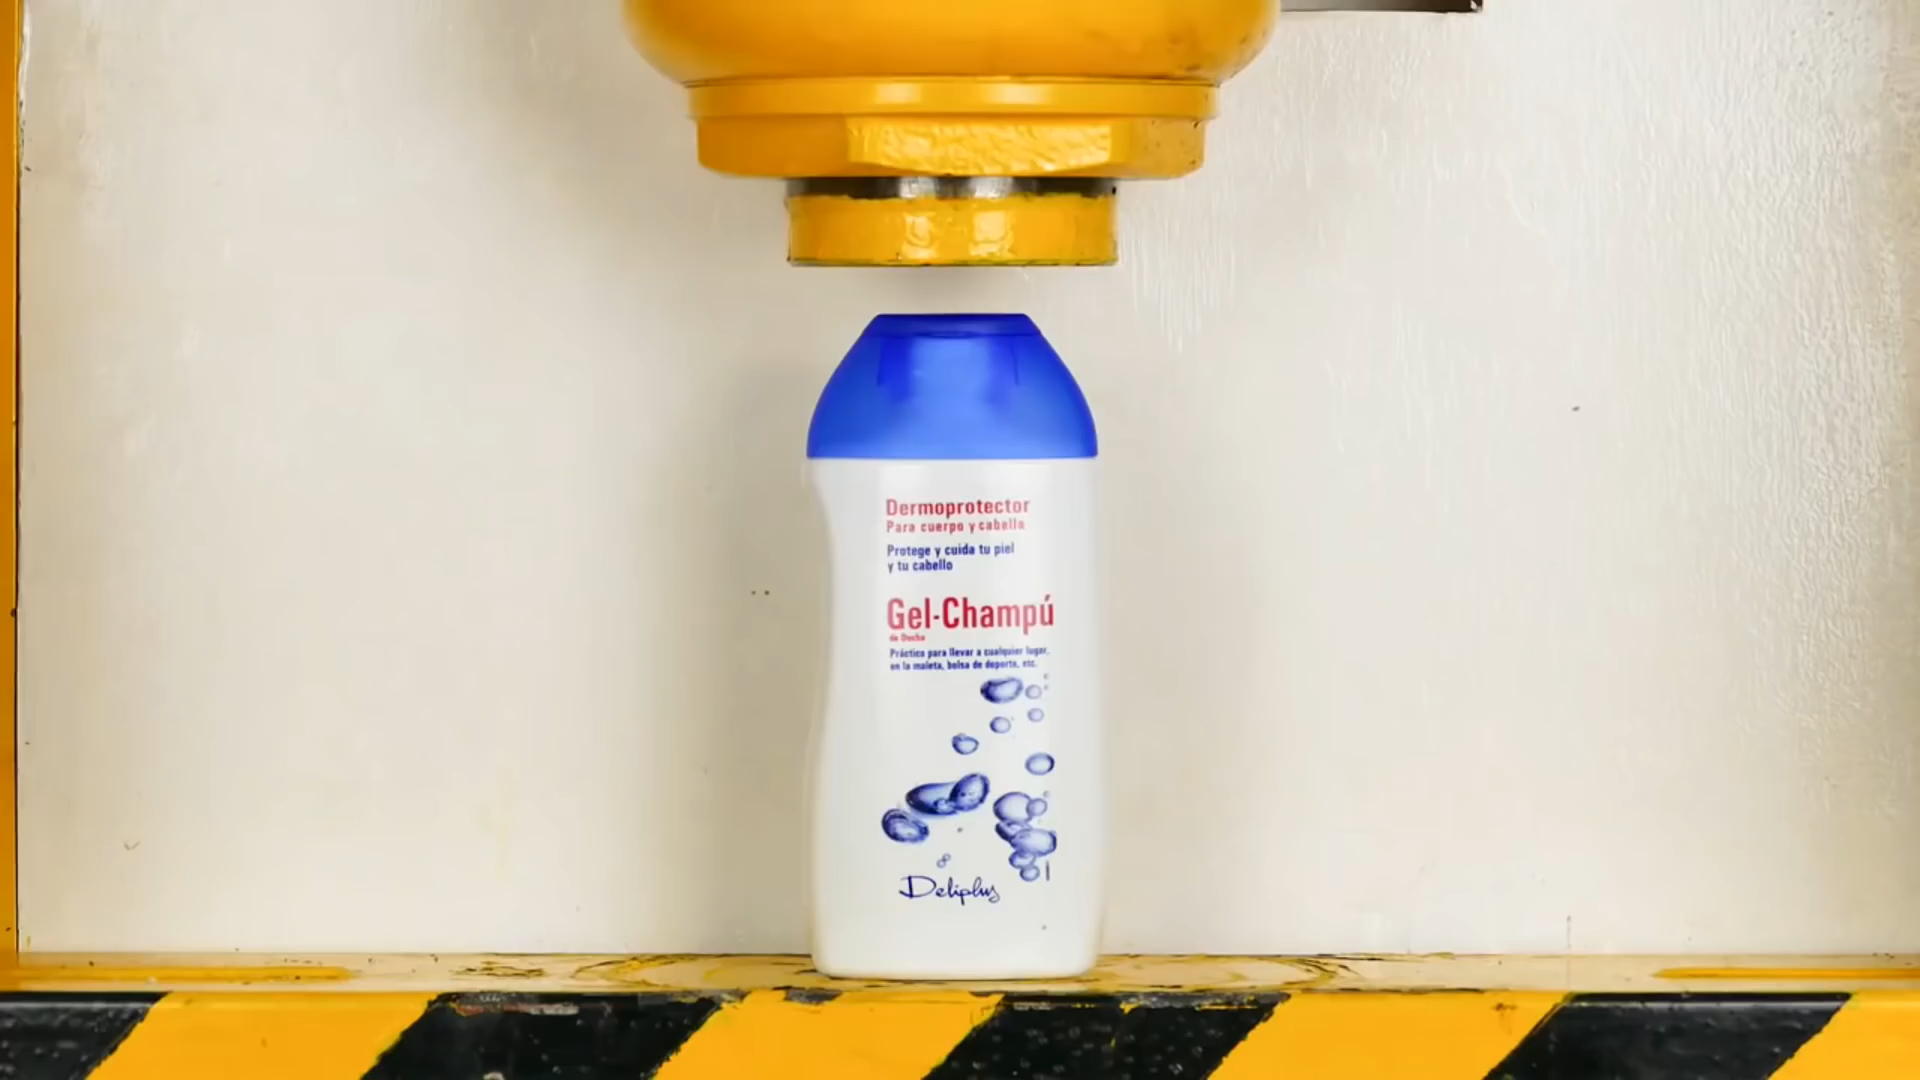 Dermoprotector
Para cuerpo y cabello
Protege y cuida tu piel
y tu cabello
Gel-Champú
de Ducha
Práctico para llevar a cualquier lugar,
en la maleta, bolsa de deporte, etc.
Deliplus